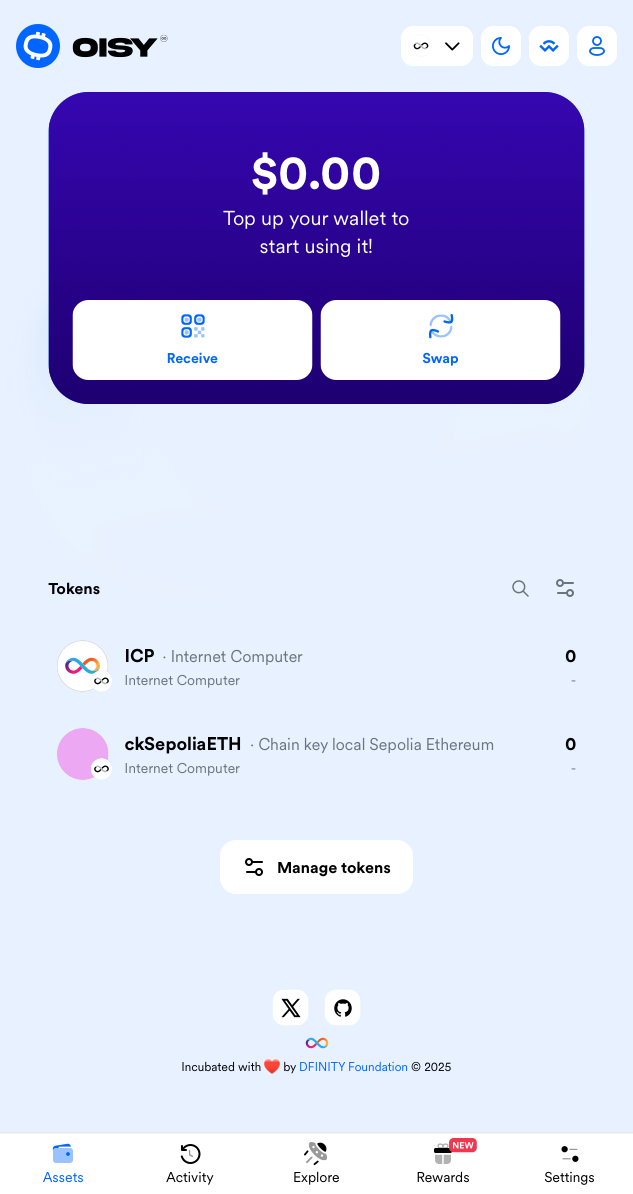 OISY
$0.00
Top up your wallet to
start using it!
Receive
Swap
Tokens
ICP · Internet Computer
0
Internet Computer
-
ckSepoliaETH · Chain key local Sepolia Ethereum
0
Internet Computer
-
Manage tokens
Incubated with ❤️ by DFINITY Foundation © 2025
NEW
Assets
Activity
Explore
Rewards
Settings